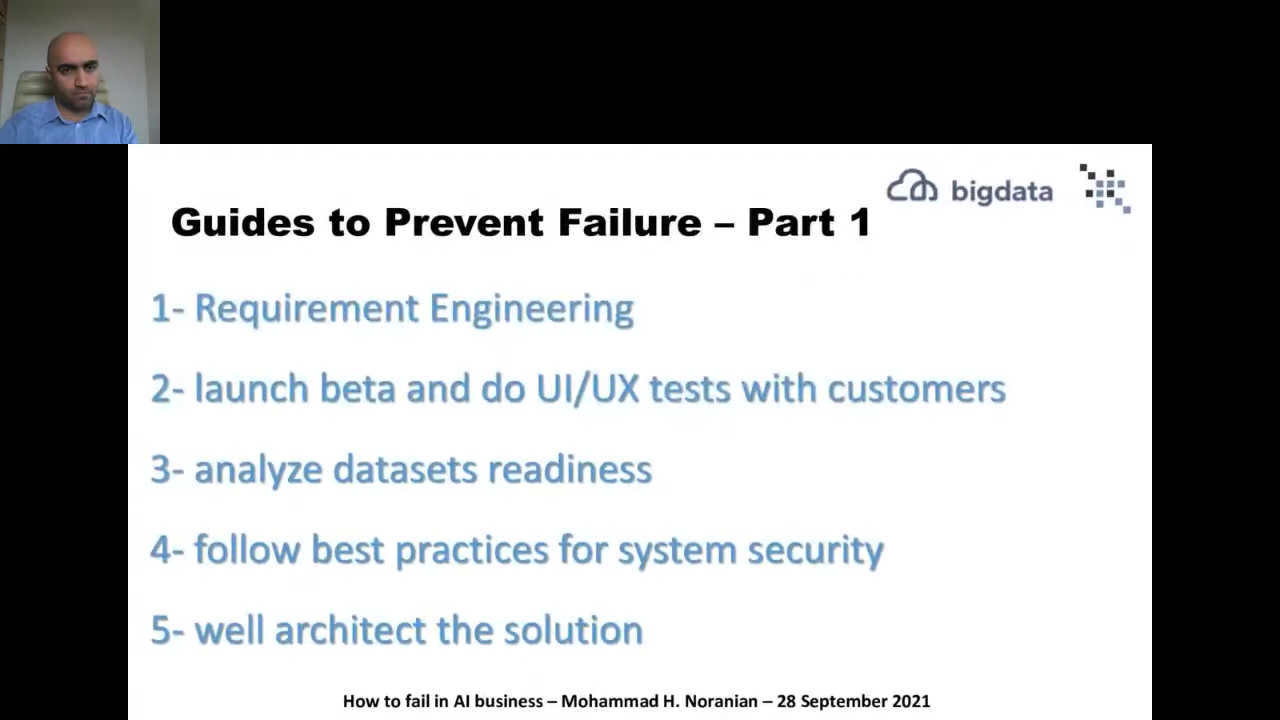 bigdata
Guides to Prevent Failure – Part 1
1- Requirement Engineering
2- launch beta and do UI/UX tests with customers
3- analyze datasets readiness
4- follow best practices for system security
5- well architect the solution
How to fail in AI business – Mohammad H. Noranian – 28 September 2021